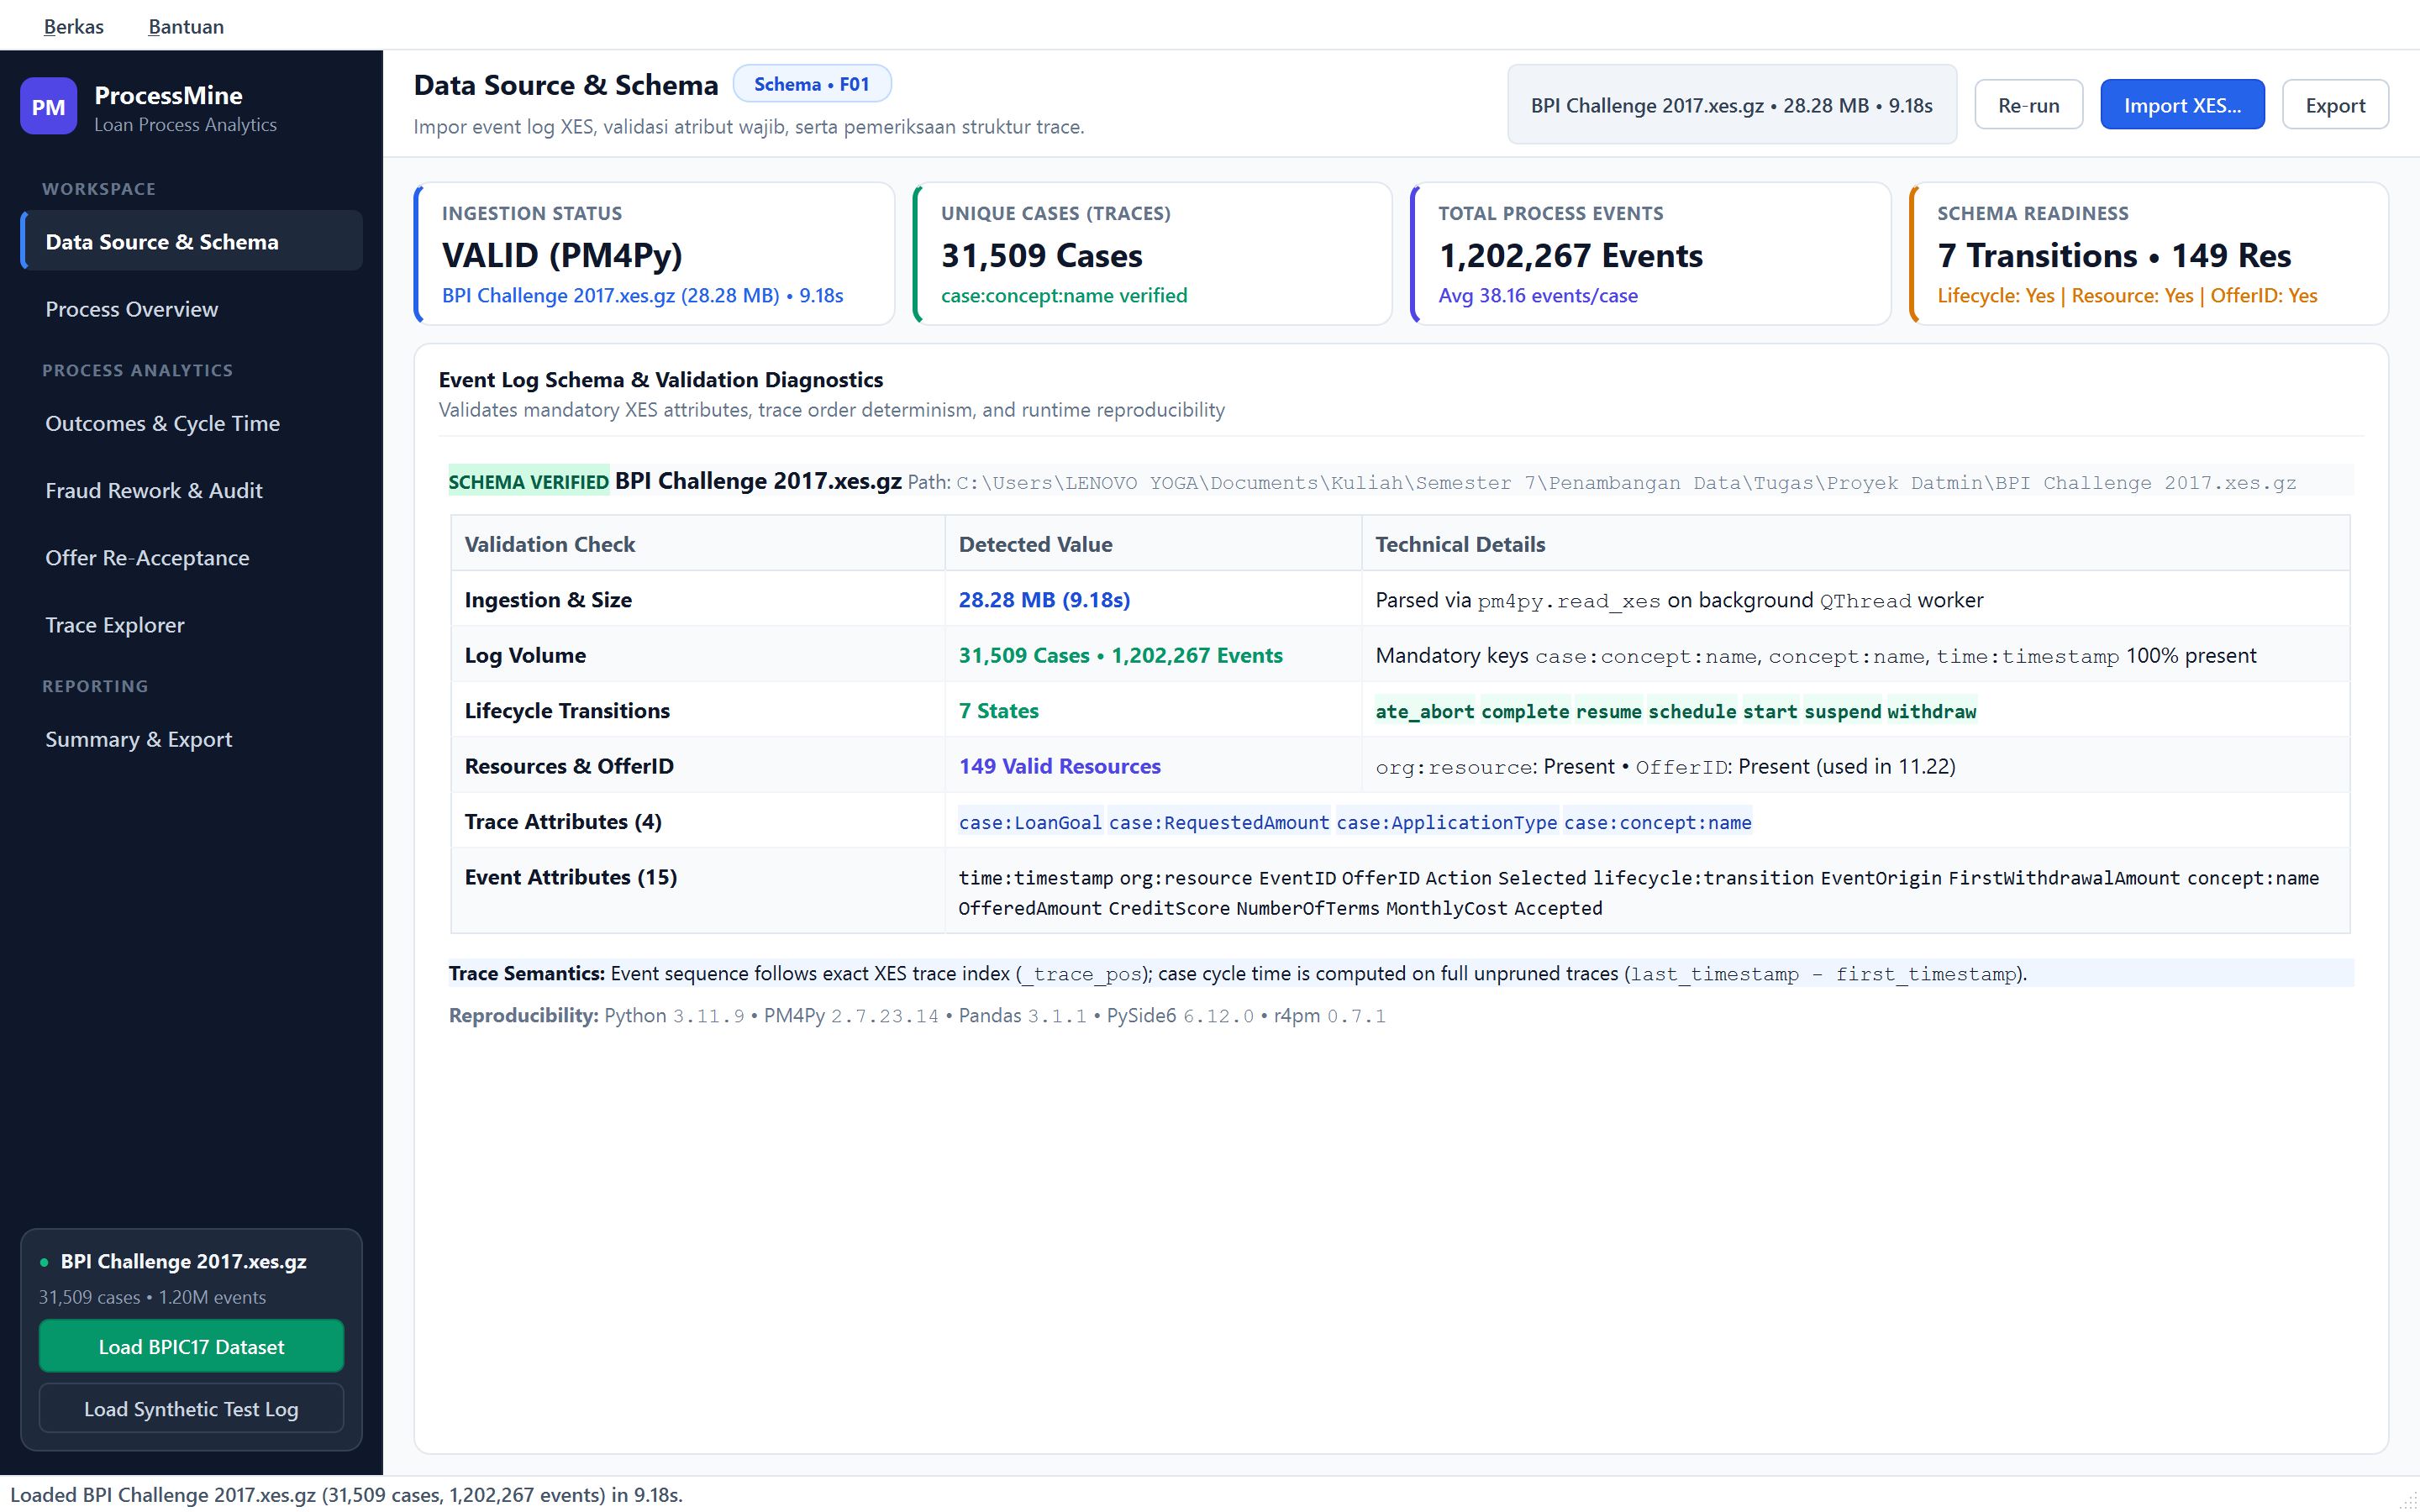 Berkas Bantuan
PM
ProcessMine
Loan Process Analytics
WORKSPACE
Data Source & Schema
Process Overview
PROCESS ANALYTICS
Outcomes & Cycle Time
Fraud Rework & Audit
Offer Re-Acceptance
Trace Explorer
REPORTING
Summary & Export
BPI Challenge 2017.xes.gz
31,509 cases • 1.20M events
Load BPIC17 Dataset
Load Synthetic Test Log
Data Source & Schema Schema • F01
Impor event log XES, validasi atribut wajib, serta pemeriksaan struktur trace.
BPI Challenge 2017.xes.gz • 28.28 MB • 9.18s Re-run Import XES... Export
INGESTION STATUS
VALID (PM4Py)
BPI Challenge 2017.xes.gz (28.28 MB) • 9.18s
UNIQUE CASES (TRACES)
31,509 Cases
case:concept:name verified
TOTAL PROCESS EVENTS
1,202,267 Events
Avg 38.16 events/case
SCHEMA READINESS
7 Transitions • 149 Res
Lifecycle: Yes | Resource: Yes | OfferID: Yes
Event Log Schema & Validation Diagnostics
Validates mandatory XES attributes, trace order determinism, and runtime reproducibility
SCHEMA VERIFIED BPI Challenge 2017.xes.gz Path: C:\Users\LENOVO YOGA\Documents\Kuliah\Semester 7\Penambangan Data\Tugas\Proyek Datmin\BPI Challenge 2017.xes.gz
Validation Check Detected Value Technical Details
Ingestion & Size 28.28 MB (9.18s) Parsed via pm4py.read_xes on background QThread worker
Log Volume 31,509 Cases • 1,202,267 Events Mandatory keys case:concept:name, concept:name, time:timestamp 100% present
Lifecycle Transitions 7 States ate_abort complete resume schedule start suspend withdraw
Resources & OfferID 149 Valid Resources org:resource: Present • OfferID: Present (used in 11.22)
Trace Attributes (4) case:LoanGoal case:RequestedAmount case:ApplicationType case:concept:name
Event Attributes (15) time:timestamp org:resource EventID OfferID Action Selected lifecycle:transition EventOrigin FirstWithdrawalAmount concept:name
OfferedAmount CreditScore NumberOfTerms MonthlyCost Accepted
Trace Semantics: Event sequence follows exact XES trace index (_trace_pos); case cycle time is computed on full unpruned traces (last_timestamp - first_timestamp).
Reproducibility: Python 3.11.9 • PM4Py 2.7.23.14 • Pandas 3.1.1 • PySide6 6.12.0 • r4pm 0.7.1
Loaded BPI Challenge 2017.xes.gz (31,509 cases, 1,202,267 events) in 9.18s.